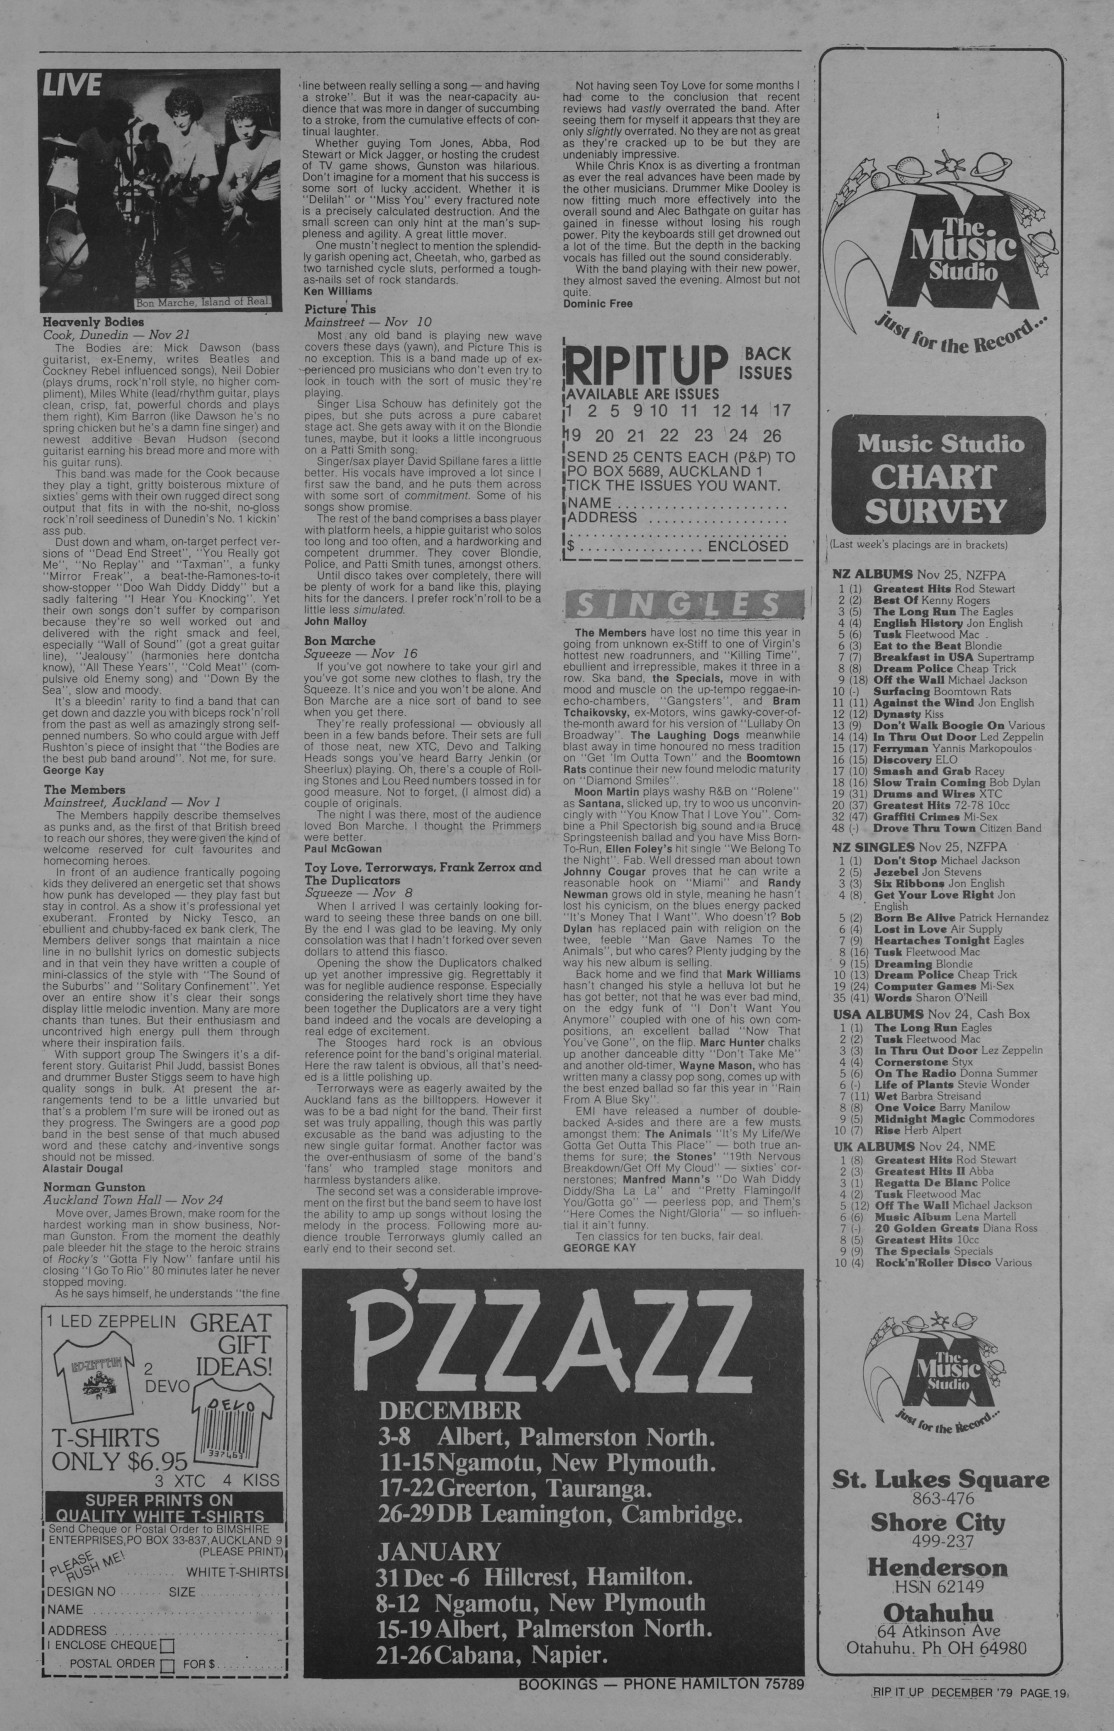 LIVE
Bon Marche, Island of Real.
Heavenly Bodies
Cook, Dunedin — Nov 21
The Bodies are; Mick Dawson (bass
guitarist, ex-Enemy, writes Beatles and
Cockney Rebel influenced songs), Neil Dobier
(plays drums, rock'n'roll style, no higher com-
pliment), Miles White (lead/rhythm guitar, plays
clean, crisp, fat, powerful chords and plays
them right), Kim Barron (like Dawson he's no
spring chicken but he's a damn fine singer) and
newest additive Bevan Hudson (second
guitarist earning his bread more and more with
his guitar runs).
This band was made for the Cook because
they play a tight, gritty boisterous mixture of
sixties' gems with their own rugged direct song
output that fits in with the no-shit, no-gloss
rock'n'roll seediness of Dunedin's No. 1 kickin'
ass pub.
Dust down and wham, on-target perfect ver-
sions of "Dead End Street", "You Really got
Me", "No Replay" and "Taxman", a funky
"Mirror Freak", a beat-the-Ramones-to-it
show-stopper "Doo Wah Diddy Diddy" but a
sadly faltering "I Hear You Knocking". Yet
their own songs don't suffer by comparison
because they're so well worked out and
delivered with the right smack and feel,
especially "Wall of Sound" (got a great guitar
line), "Jealousy" (harmonies here dontcha
know), "All These Years", "Cold Meat" (com-
pulsive old Enemy song) and "Down By the
Sea", slow and moody.
It's a bleedin' rarity to find a band that can
get down and dazzle you with biceps rock'n'roll
from the past as well as amazingly strong self-
penned numbers. So who could argue with Jeff
Rushton's piece of insight that "the Bodies are
the best pub band around". Not me, for sure.
George Kay
The Members
Mainstreet, Auckland — Nov 1
The Members happily describe themselves
as punks and, as the first of that British breed
to reach our shores, they were given the kind of
welcome reserved for cult favourites and
homecoming heroes.
In front of an audience frantically pogoing
kids they delivered an energetic set that shows
how punk has developed — they play fast but
stay in control. As a show it's professional yet
exuberant. Fronted by Nicky Tesco, an
ebullient and chubby-faced ex bank clerk, The
Members deliver songs that maintain a nice
line in no bullshit lyrics on domestic subjects
and in that vein they have written a couple of
mini-classics of the style with "The Sound of
the Suburbs" and "Solitary Confinement". Yet
over an entire show it's clear their songs
display little melodic invention. Many are more
chants than tunes. But their enthusiasm and
uncontrived high energy pull them through
where their inspiration fails.
With support group The Swingers it's a dif-
ferent story. Guitarist Phil Judd, bassist Bones
and drummer Buster Stiggs seem to have high
quality songs in bulk. At present the ar-
rangements tend to be a little unvaried but
that's a problem I'm sure will be ironed out as
they progress. The Swingers are a good pop
band in the best sense of that much abused
word and these catchy and inventive songs
should not be missed.
Alastair Dougal
Norman Gunston
Auckland Town Hall — Nov 24
Move over, James Brown, make room for the
hardest working man in show business, Nor-
man Gunston. From the moment the deathly
pale bleeder hit the stage to the heroic strains
of Rocky's "Gotta Fly Now" fanfare until his
closing "I Go To Rio" 80 minutes later he never
stopped moving.
As he says himself, he understands "the fine
line between really selling a song — and having
a stroke". But it was the near-capacity au-
dience that was more in danger of succumbing
to a stroke, from the cumulative effects of con-
tinual laughter.
Whether guying Tom Jones, Abba, Rod
Stewart or Mick Jagger, or hosting the crudest
of TV game shows, Gunston was hilarious.
Don't imagine for a moment that his success is
some sort of lucky accident. Whether it is
"Delilah" or "Miss You" every fractured note
is a precisely calculated destruction. And the
small screen can only hint at the man's sup-
pleness and agility. A great little mover.
One mustn't neglect to mention the splendid-
ly garish opening act, Cheetah, who, garbed as
two tarnished cycle sluts, performed a tough-
as-nails set of rock standards.
Ken Williams
Picture This
Mainstreet — Nov 10
Most any old band is playing new wave
covers these days (yawn), and Picture This is
no exception. This is a band made up of ex-
perienced pro musicians who don't even try to
look in touch with the sort of music they're
playing.
Singer Lisa Schouw has definitely got the
pipes, but she puts across a pure cabaret
stage act. She gets away with it on the Blondie
tunes, maybe, but it looks a little incongruous
on a Patti Smith song.
Singer/sax player David Spillane fares a little
better. His vocals have improved a lot since I
first saw the band, and he puts them across
with some sort of commitment. Some of his
songs show promise.
The rest of the band comprises a bass player
with platform heels, a hippie guitarist who solos
too long and too often, and a hardworking and
competent drummer. They cover Blondie,
Police, and Patti Smith tunes, amongst others.
Until disco takes over completely, there will
be plenty of work for a band like this, playing
hits for the dancers. I prefer rock'n'roll to be a
little less simulated.
John Malloy
Bon Marche
Squeeze — Nov 16
If you've got nowhere to take your girl and
you've got some new clothes to flash, try the
Squeeze. It's nice and you won't be alone. And
Bon Marche are a nice sort of band to see
when you get there.
They're really professional — obviously all
been in a few bands before. Their sets are full
of those neat, new XTC, Devo and Talking
Heads songs you've heard Barry Jenkin (or
Sheerlux) playing. Oh, there's a couple of Roll-
ing Stones and Lou Reed numbers tossed in for
good measure. Not to forget, (I almost did) a
couple of originals.
The night I was there, most of the audience
loved Bon Marche. I thought the Primmers
were better.
Paul McGowan
Toy Love, Terrorways, Frank Zerrox and
The Duplicators
Squeeze — Nov 8
When I arrived I was certainly looking for-
ward to seeing these three bands on one bill.
By the end I was glad to be leaving. My only
consolation was that I hadn't forked over seven
dollars to attend this fiasco.
Opening the show the Duplicators chalked
up yet another impressive gig. Regrettably it
was for neglible audience response. Especially
considering the relatively short time they have
been together the Duplicators are a very tight
band indeed and the vocals are developing a
real edge of excitement.
The Stooges hard rock is an obvious
reference point for the band's original material.
Here the raw talent is obvious, all that's need-
ed is a little polishing up.
Terrorways were as eagerly awaited by the
Auckland fans as the billtoppers. However it
was to be a bad night for the band. Their first
set was truly appalling, though this was partly
excusable as the band was adjusting to the
new single guitar format. Another factor was
the over-enthusiasm of some of the band's
'fans' who trampled stage monitors and
harmless bystanders alike.
The second set was a considerable improve-
ment on the first but the band seem to have lost
the ability to amp up songs without losing the
melody in the process. Following more au-
dience trouble Terrorways glumly called an
early end to their second set.
Not having seen Toy Love for some months I
had come to the conclusion that recent
reviews had vastly overrated the band. After
seeing them for myself it appears that they are
only slightly overrated. No they are not as great
as they're cracked up to be but they are
undeniably impressive.
While Chris Knox is as diverting a frontman
as ever the real advances have been made by
the other musicians. Drummer Mike Dooley is
now fitting much more effectively into the
overall sound and Alec Bathgate on guitar has
gained in finesse without losing his rough
power. Pity the keyboards still get drowned out
a lot of the time. But the depth in the backing
vocals has filled out the sound considerably.
With the band playing with their new power,
they almost saved the evening. Almost but not
quite.
Dominic Free
RIP IT UP BACK ISSUES
AVAILABLE ARE ISSUES
1 2 5 9 10 11 12 14 17
19 20 21 22 23 24 26
SEND 25 CENTS EACH (P&P) TO
PO BOX 5689, AUCKLAND 1
TICK THE ISSUES YOU WANT.
NAME
ADDRESS
$ ENCLOSED
SINGLES
The Members have lost no time this year in
going from unknown ex-Stiff to one of Virgin's
hottest new roadrunners, and "Killing Time",
ebullient and irrepressible, makes it three in a
row. Ska band, the Specials, move in with
mood and muscle on the up-tempo reggae-in-
echo-chambers, "Gangsters", and Bram
Tchaikovsky, ex-Motors, wins gawky-cover-of-
the-month award for his version of "Lullaby On
Broadway". The Laughing Dogs meanwhile
blast away in time honoured no mess tradition
on "Get 'Im Outta Town" and the Boomtown
Rats continue their new found melodic maturity
on "Diamond Smiles".
Moon Martin plays washy R&B on "Rolene"
as Santana, slicked up, try to woo us unconvin-
cingly with "You Know That I Love You". Com-
bine a Phil Spectorish big sound and a Bruce
Springsteenish ballad and you have Miss Born-
To-Run, Ellen Foley's hit single "We Belong To
the Night". Fab. Well dressed man about town
Johnny Cougar proves that he can write a
reasonable hook on "Miami" and Randy
Newman grows old in style, meaning he hasn't
lost his cynicism, on the blues energy packed
"It's Money That I Want". Who doesn't? Bob
Dylan has replaced pain with religion on the
twee, feeble "Man Gave Names To the
Animals", but who cares? Plenty judging by the
way his new album is selling.
Back home and we find that Mark Williams
hasn't changed his style a helluva lot but he
has got better, not that he was ever bad mind,
on the edgy funk of "I Don't Want You
Anymore" coupled with one of his own com-
positions, an excellent ballad "Now That
You've Gone", on the flip. Marc Hunter chalks
up another danceable ditty "Don't Take Me"
and another old-timer, Wayne Mason, who has
written many a classy pop song, comes up with
the best enzed ballad so far this year in "Rain
From A Blue Sky".
EMI have released a number of double-
backed A-sides and there are a few musts
amongst them: The Animals "It's My Life/We
Gotta Get Outta This Place" — both true an-
thems for sure; the Stones' "19th Nervous
Breakdown/Get Off My Cloud" — sixties' cor-
nerstones; Manfred Mann's "Do Wah Diddy
Diddy/Sha La La" and "Pretty Flamingo/If
You/Gotta go" — peerless pop, and Them's
"Here Comes the Night/Gloria" — so influen-
tial it ain't funny.
Ten classics for ten bucks, fair deal.
GEORGE KAY
1 LED ZEPPELIN
GREAT
GIFT
IDEAS!
LED-ZEPPELIN
2
DEVO
DEVO
T-SHIRTS
ONLY $6.95
3 XTC 4 KISS
SUPER PRINTS ON
QUALITY WHITE T-SHIRTS
Send Cheque or Postal Order to BIMSHIRE
ENTERPRISES, PO BOX 33-837, AUCKLAND 9
(PLEASE PRINT)
PLEASE
RUSH ME!
WHITE T-SHIRTS
DESIGN NO SIZE
NAME
ADDRESS
I ENCLOSE CHEQUE
POSTAL ORDER FOR $
P'ZZAZZ
DECEMBER
3-8 Albert, Palmerston North.
11-15 Ngamotu, New Plymouth.
17-22 Greerton, Tauranga.
26-29 DB Leamington, Cambridge.
JANUARY
31 Dec -6 Hillcrest, Hamilton.
8-12 Ngamotu, New Plymouth
15-19 Albert, Palmerston North.
21-26 Cabana, Napier.
BOOKINGS — PHONE HAMILTON 75789
The
Music
Studio
just for the Record...
Music Studio
CHART
SURVEY
(Last week's placings are in brackets)
NZ ALBUMS Nov 25, NZFPA
1 (1) Greatest Hits Rod Stewart
2 (2) Best Of Kenny Rogers
3 (5) The Long Run The Eagles
4 (4) English History Jon English
5 (6) Tusk Fleetwood Mac
6 (3) Eat to the Beat Blondie
7 (7) Breakfast in USA Supertramp
8 (8) Dream Police Cheap Trick
9 (18) Off the Wall Michael Jackson
10 (-) Surfacing Boomtown Rats
11 (11) Against the Wind Jon English
12 (12) Dynasty Kiss
13 (9) Don't Walk Boogie On Various
14 (14) In Thru Out Door Led Zeppelin
15 (17) Ferryman Yannis Markopoulos
16 (15) Discovery ELO
17 (10) Smash and Grab Racey
18 (16) Slow Train Coming Bob Dylan
19 (31) Drums and Wires XTC
20 (37) Greatest Hits 72-78 10cc
32 (47) Graffiti Crimes Mi-Sex
48 (-) Drove Thru Town Citizen Band
NZ SINGLES Nov 25, NZFPA
1 (1) Don't Stop Michael Jackson
2 (5) Jezebel Jon Stevens
3 (3) Six Ribbons Jon English
4 (8) Get Your Love Right Jon
English
5 (2) Born Be Alive Patrick Hernandez
6 (4) Lost in Love Air Supply
7 (9) Heartaches Tonight Eagles
8 (16) Tusk Fleetwood Mac
9 (15) Dreaming Blondie
10 (13) Dream Police Cheap Trick
19 (24) Computer Games Mi-Sex
35 (41) Words Sharon O'Neill
USA ALBUMS Nov 24, Cash Box
1 (1) The Long Run Eagles
2 (2) Tusk Fleetwood Mac
3 (3) In Thru Out Door Lez Zeppelin
4 (4) Cornerstone Styx
5 (6) On The Radio Donna Summer
6 (-) Life of Plants Stevie Wonder
7 (11) Wet Barbra Streisand
8 (8) One Voice Barry Manilow
9 (5) Midnight Magic Commodores
10 (7) Rise Herb Alpert
UK ALBUMS Nov 24, NME
1 (8) Greatest Hits Rod Stewart
2 (3) Greatest Hits II Abba
3 (1) Regatta De Blanc Police
4 (2) Tusk Fleetwood Mac
5 (12) Off The Wall Michael Jackson
6 (6) Music Album Lena Martell
7 (-) 20 Golden Greats Diana Ross
8 (5) Greatest Hits 10cc
9 (9) The Specials Specials
10 (4) Rock'n'Roller Disco Various
The
Music
Studio
just for the Record...
St. Lukes Square
863-476
Shore City
499-237
Henderson
HSN 62149
Otahuhu
64 Atkinson Ave
Otahuhu. Ph OH 64980
RIP IT UP DECEMBER '79 PAGE 19